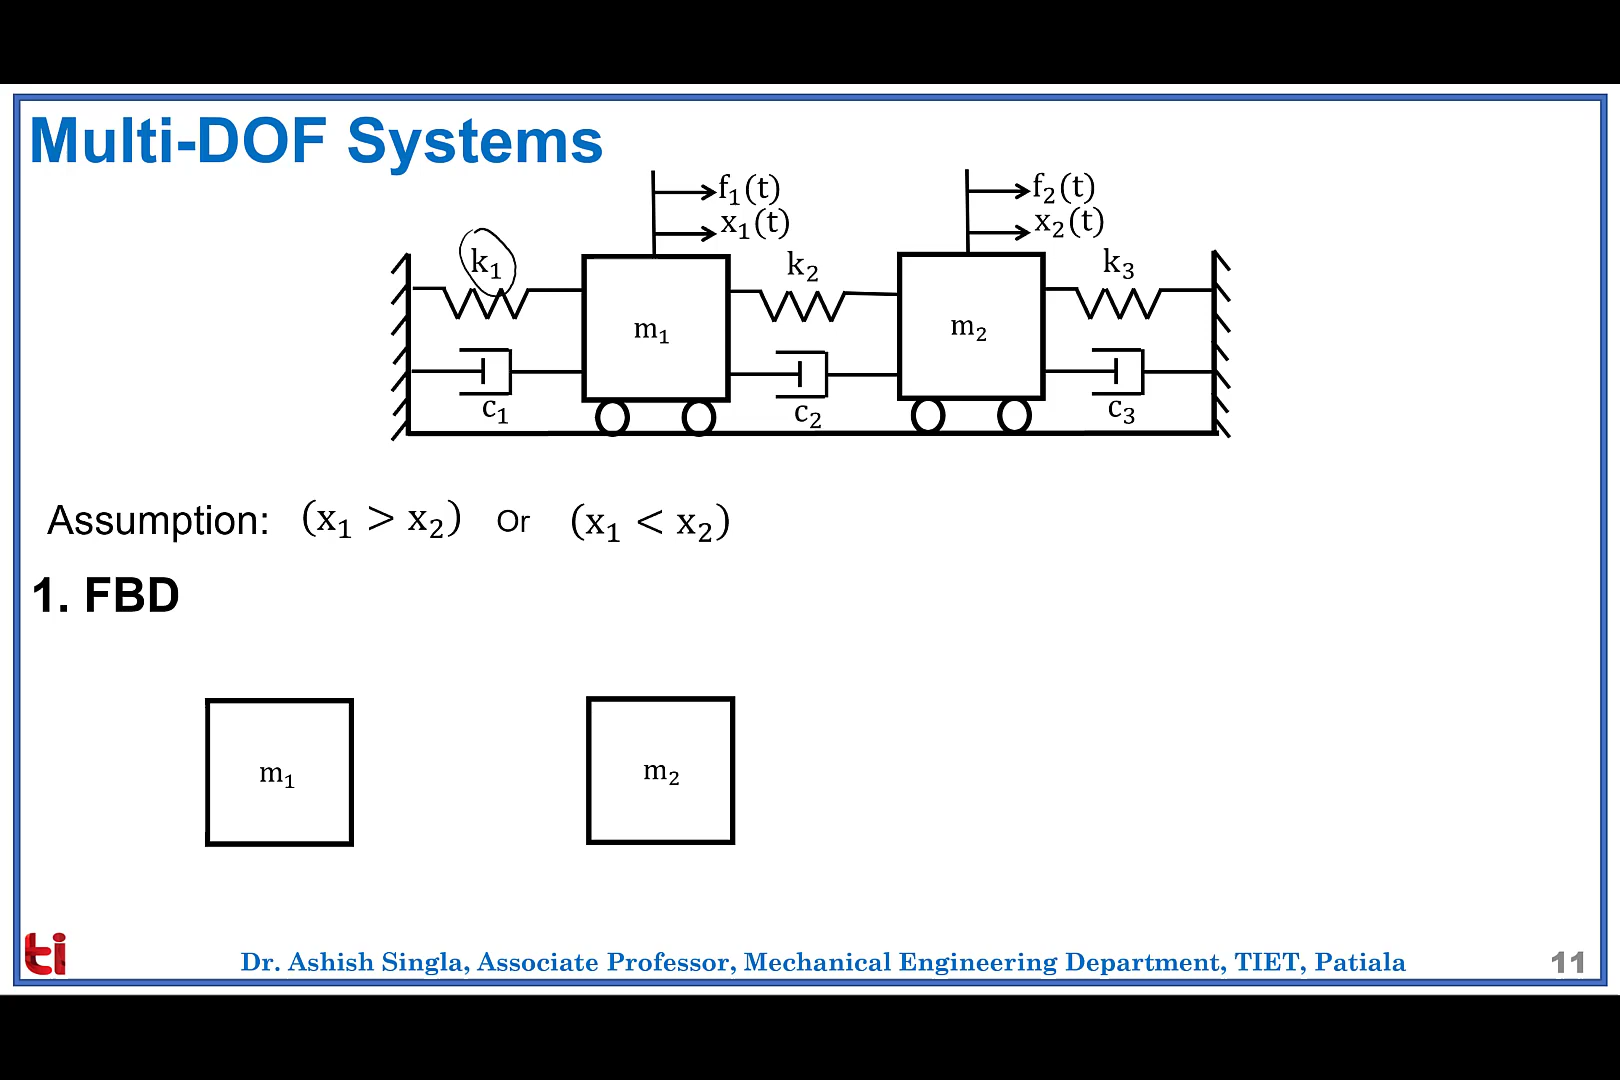 Multi-DOF Systems
f₁(t)
x₁(t)
f₂(t)
x₂(t)
k₁
k₂
k₃
m₁
m₂
c₁
c₂
c₃
Assumption: (x₁ > x₂) Or (x₁ < x₂)
1. FBD
m₁
m₂
ti
Dr. Ashish Singla, Associate Professor, Mechanical Engineering Department, TIET, Patiala
11